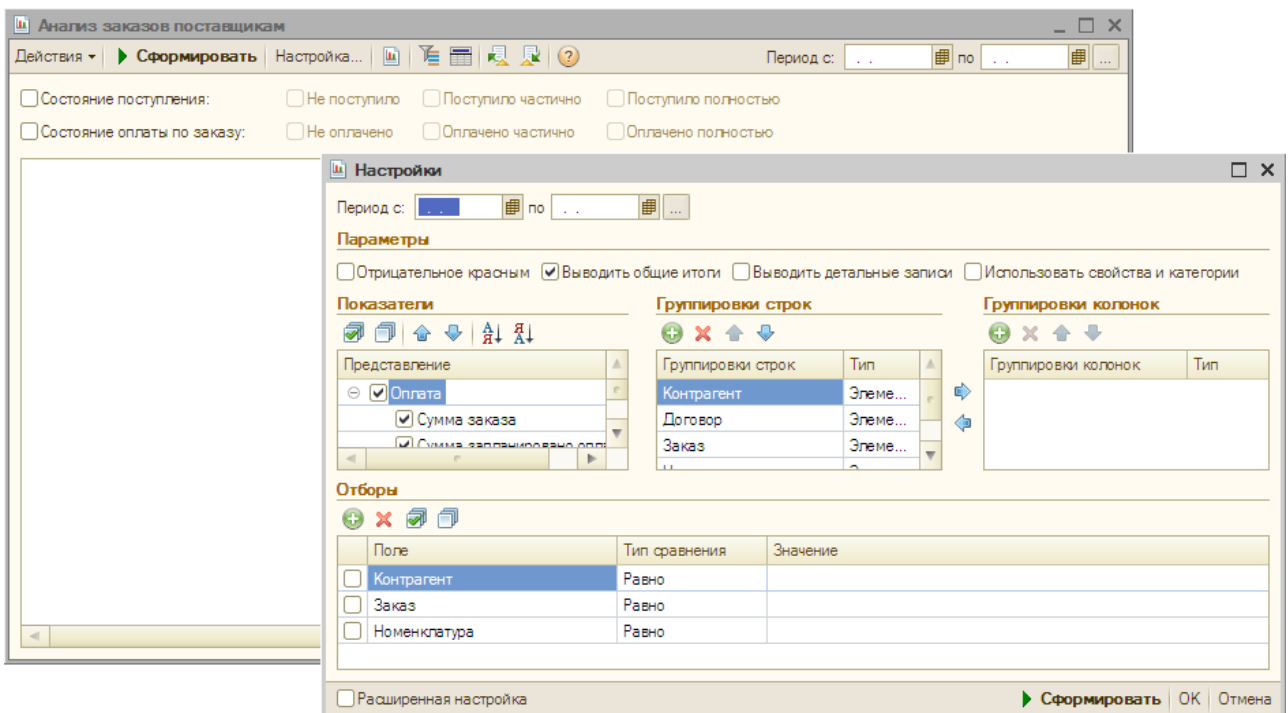 Анализ заказов поставщикам
Действия Сформировать Настройка... Период с: . . по . . ...
Состояние поступления: Не поступило Поступило частично Поступило полностью
Состояние оплаты по заказу: Не оплачено Оплачено частично Оплачено полностью
Настройки
Период с: . . по . . ...
Параметры
Отрицательное красным Выводить общие итоги Выводить детальные записи Использовать свойства и категории
Показатели Группировки строк Группировки колонок
Представление Группировки строк Тип Группировки колонок Тип
Оплата Контрагент Элеме...
Сумма заказа Договор Элеме...
Сумма запланировано Заказ Элеме...
Отборы
Поле Тип сравнения Значение
Контрагент Равно
Заказ Равно
Номенклатура Равно
Расширенная настройка Сформировать OK Отмена